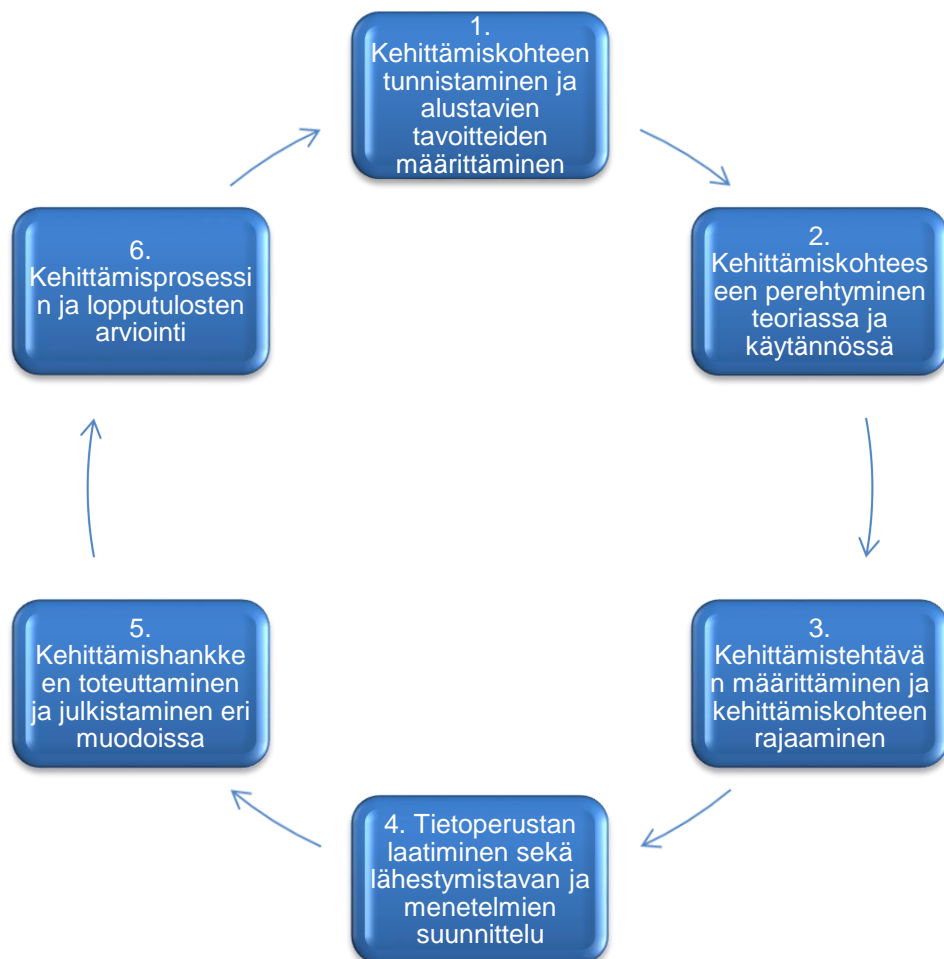 1.
Kehittämiskohteen
tunnistaminen ja
alustavien
tavoitteiden
määrittäminen
2.
Kehittämiskohtees
seen perehtyminen
teoriassa ja
käytännössä
3.
Kehittämistehtävä
n määrittäminen ja
kehittämiskohteen
rajaaminen
4. Tietoperustan
laatiminen sekä
lähestymistavan ja
menetelmien
suunnittelu
5.
Kehittämishankke
en toteuttaminen
ja julkistaminen eri
muodoissa
6.
Kehittämisprosessi
n ja lopputulosten
arviointi